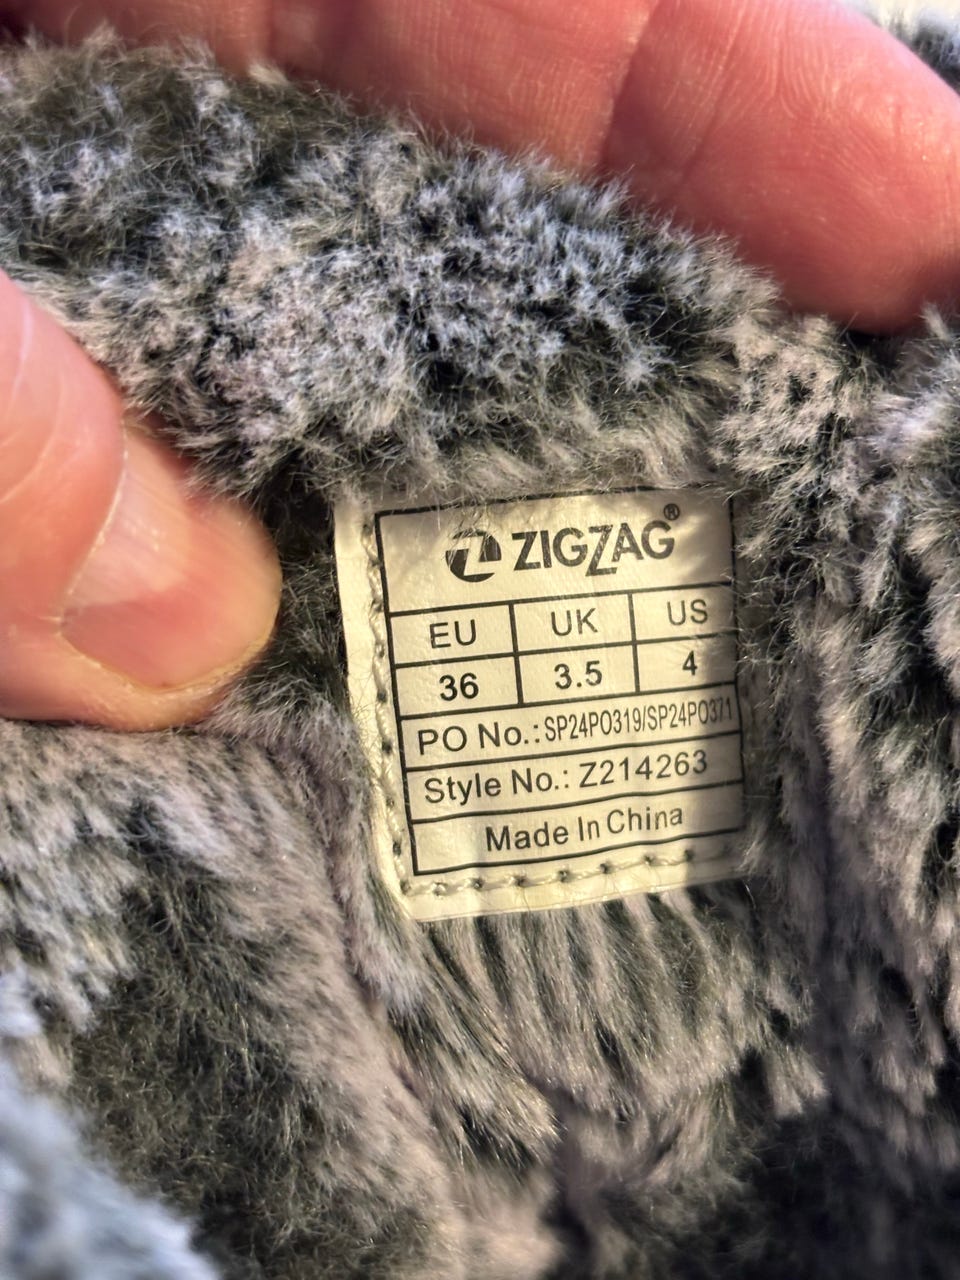 ZIGZAG®
EU UK US
36 3.5 4
PO No.: SP24PO319/SP24PO371
Style No.: Z214263
Made In China